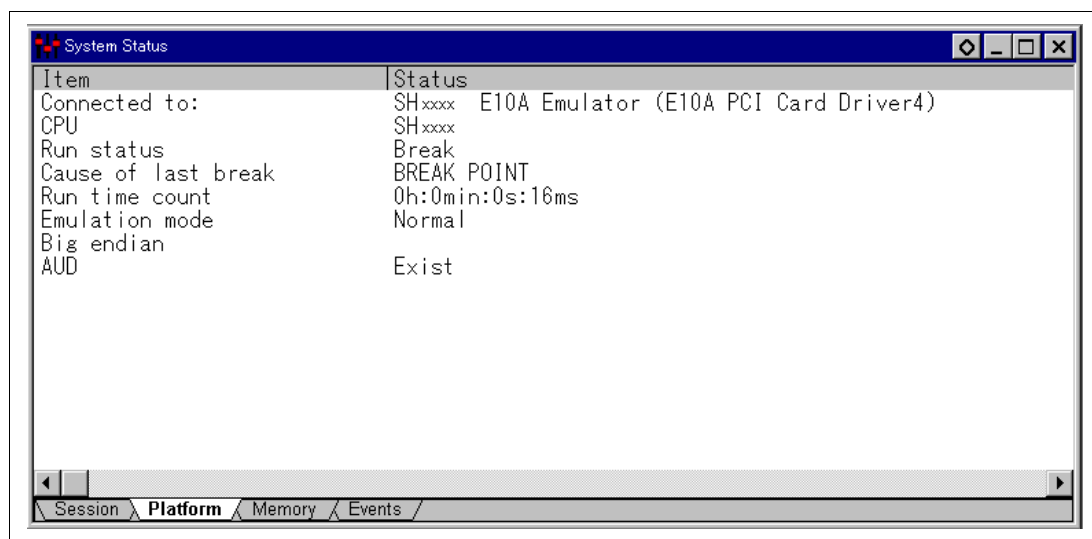 System Status
Item Status
Connected to: SHxxxx E10A Emulator (E10A PCI Card Driver4)
CPU SHxxxx
Run status Break
Cause of last break BREAK POINT
Run time count 0h:0min:0s:16ms
Emulation mode Normal
Big endian
AUD Exist
Session Platform Memory Events